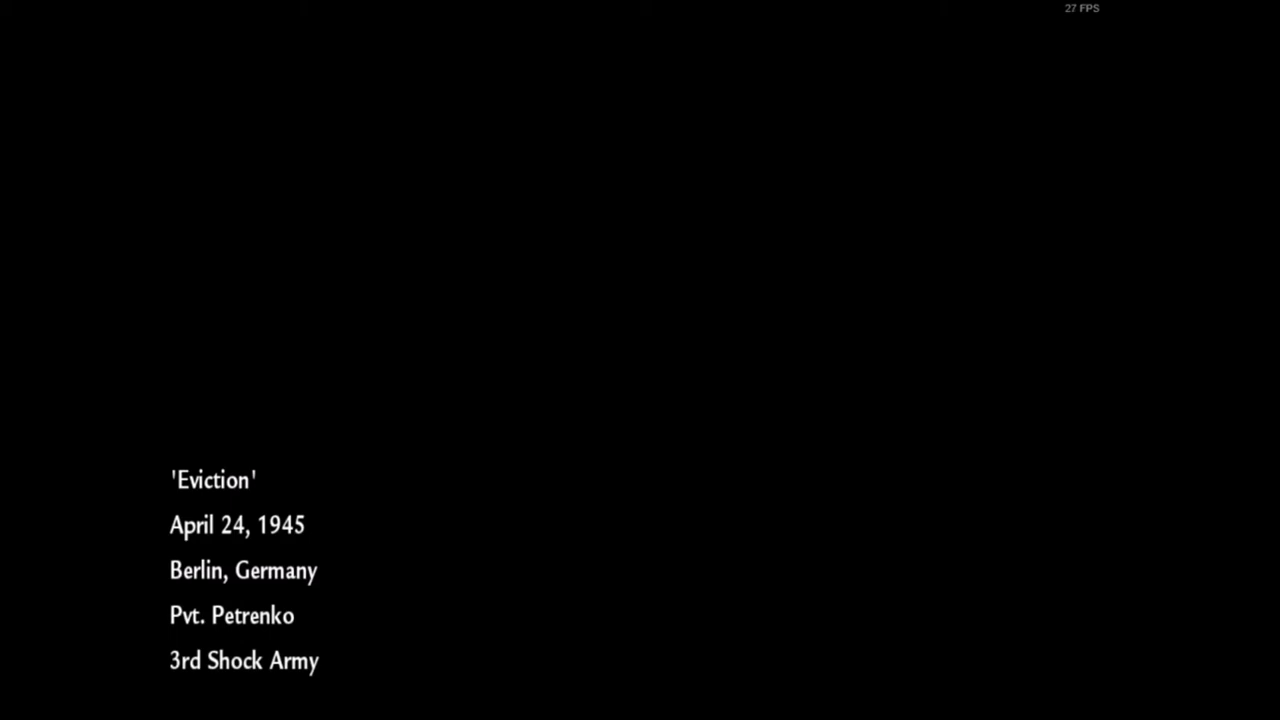 27 FPS
'Eviction'
April 24, 1945
Berlin, Germany
Pvt. Petrenko
3rd Shock Army